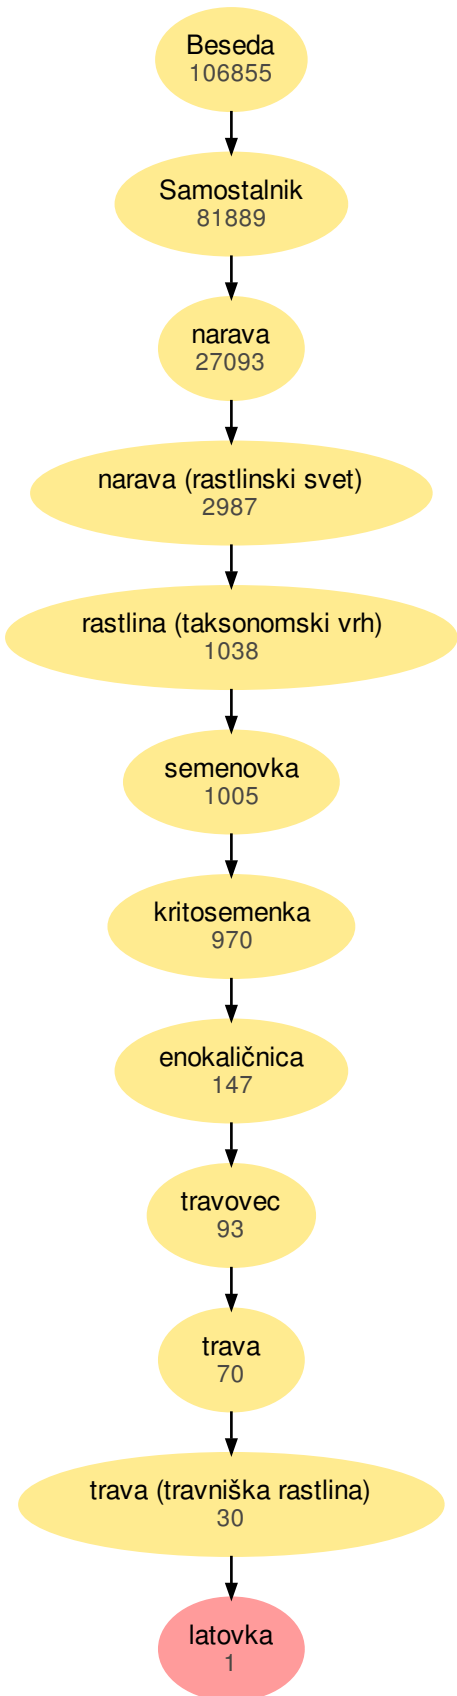 Beseda
106855
Samostalnik
81889
narava
27093
narava (rastlinski svet)
2987
rastlina (taksonomski vrh)
1038
semenovka
1005
kritosemenka
970
enokaličnica
147
travovec
93
trava
70
trava (travniška rastlina)
30
latovka
1